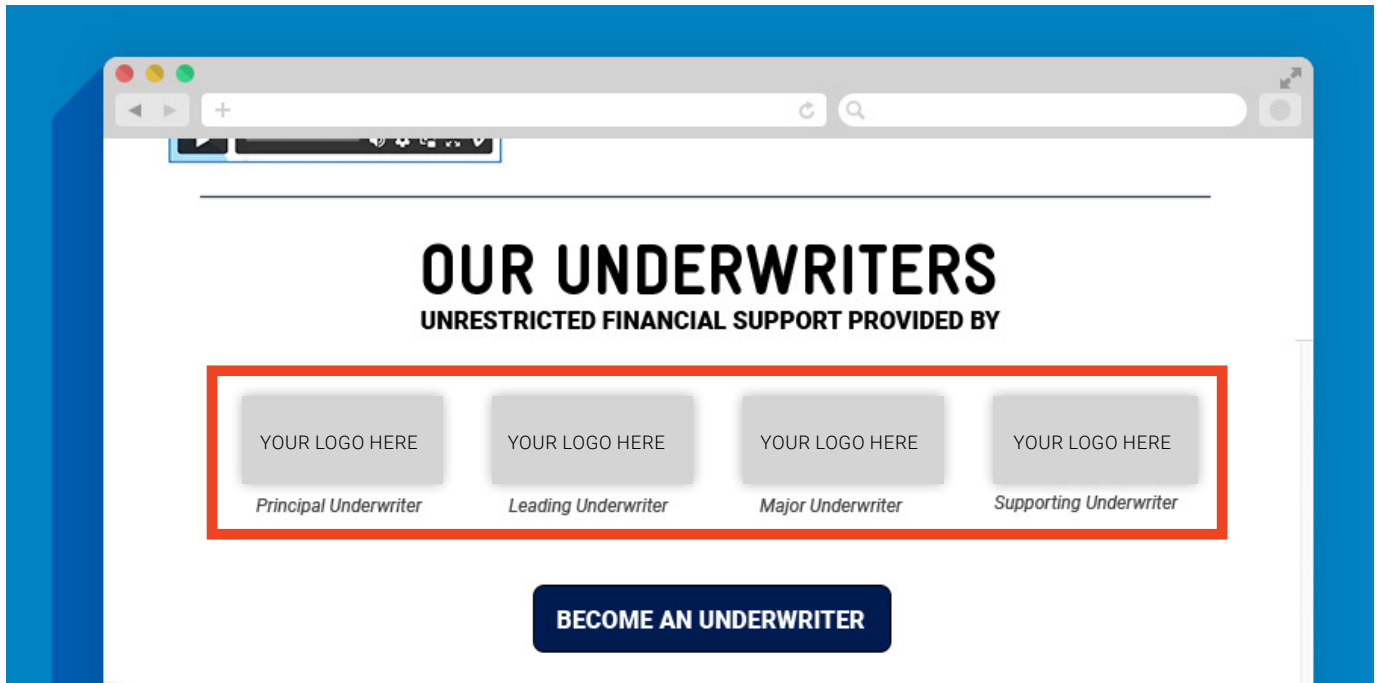 OUR UNDERWRITERS
UNRESTRICTED FINANCIAL SUPPORT PROVIDED BY
YOUR LOGO HERE
YOUR LOGO HERE
YOUR LOGO HERE
YOUR LOGO HERE
Principal Underwriter
Leading Underwriter
Major Underwriter
Supporting Underwriter
BECOME AN UNDERWRITER